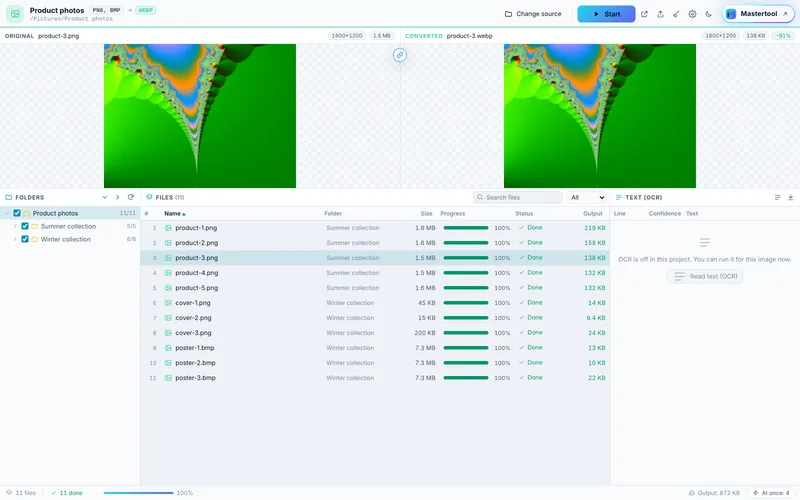 Product photos PNG, BMP → WEBP
/Pictures/Product photos
Change source
Start
Mastertool
ORIGINAL product-3.png 1600×1200 1.5 MB
CONVERTED product-3.webp 1600×1200 138 KB −91%
FOLDERS
Product photos 11/11
Summer collection 5/5
Winter collection 6/6
FILES (11)
Search files
All
# Name Folder Size Progress Status Output
1 product-1.png Summer collection 1.9 MB 100% Done 219 KB
2 product-2.png Summer collection 1.6 MB 100% Done 158 KB
3 product-3.png Summer collection 1.5 MB 100% Done 138 KB
4 product-4.png Summer collection 1.5 MB 100% Done 132 KB
5 product-5.png Summer collection 1.6 MB 100% Done 132 KB
6 cover-1.png Winter collection 45 KB 100% Done 14 KB
7 cover-2.png Winter collection 15 KB 100% Done 9.4 KB
8 cover-3.png Winter collection 200 KB 100% Done 24 KB
9 poster-1.bmp Winter collection 7.3 MB 100% Done 13 KB
10 poster-2.bmp Winter collection 7.3 MB 100% Done 10 KB
11 poster-3.bmp Winter collection 7.3 MB 100% Done 22 KB
TEXT (OCR)
Line Confidence Text
OCR is off in this project. You can run it for this image now.
Read text (OCR)
11 files 11 done 100%
Output: 872 KB At once: 4